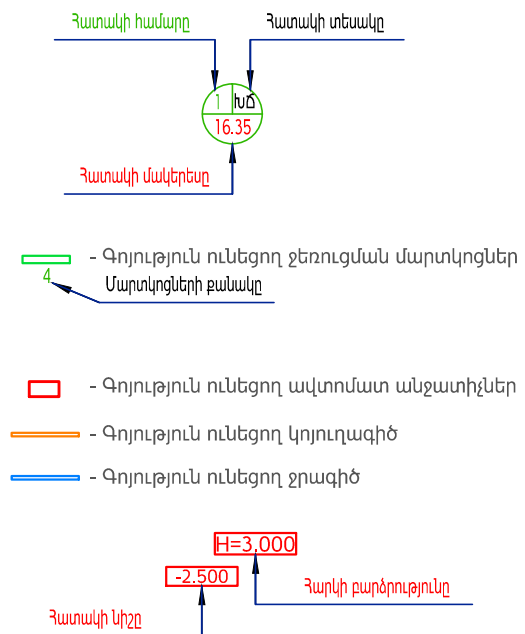 Հատակի համարը
Հատակի տեսակը
1 ԽՃ
16.35
Հատակի մակերեսը
- Գոյություն ունեցող ջեռուցման մարտկոցներ
4
Մարտկոցների քանակը
- Գոյություն ունեցող ավտոմատ անջատիչներ
- Գոյություն ունեցող կոյուղագիծ
- Գոյություն ունեցող ջրագիծ
H=3,000
-2.500
Հարկի բարձրությունը
Հատակի նիշը